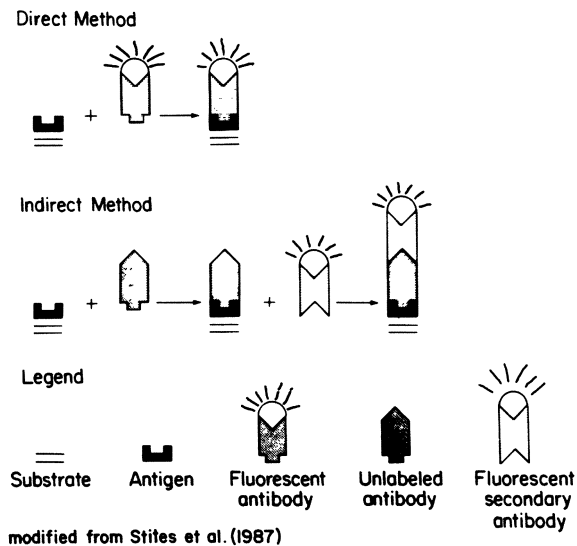 Direct Method
+
Indirect Method
+ +
Legend
Substrate Antigen Fluorescent antibody Unlabeled antibody Fluorescent secondary antibody
modified from Stites et al. (1987)